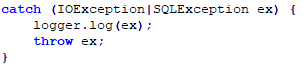 catch (IOException|SQLException ex) {
    logger.log(ex);
    throw ex;
}